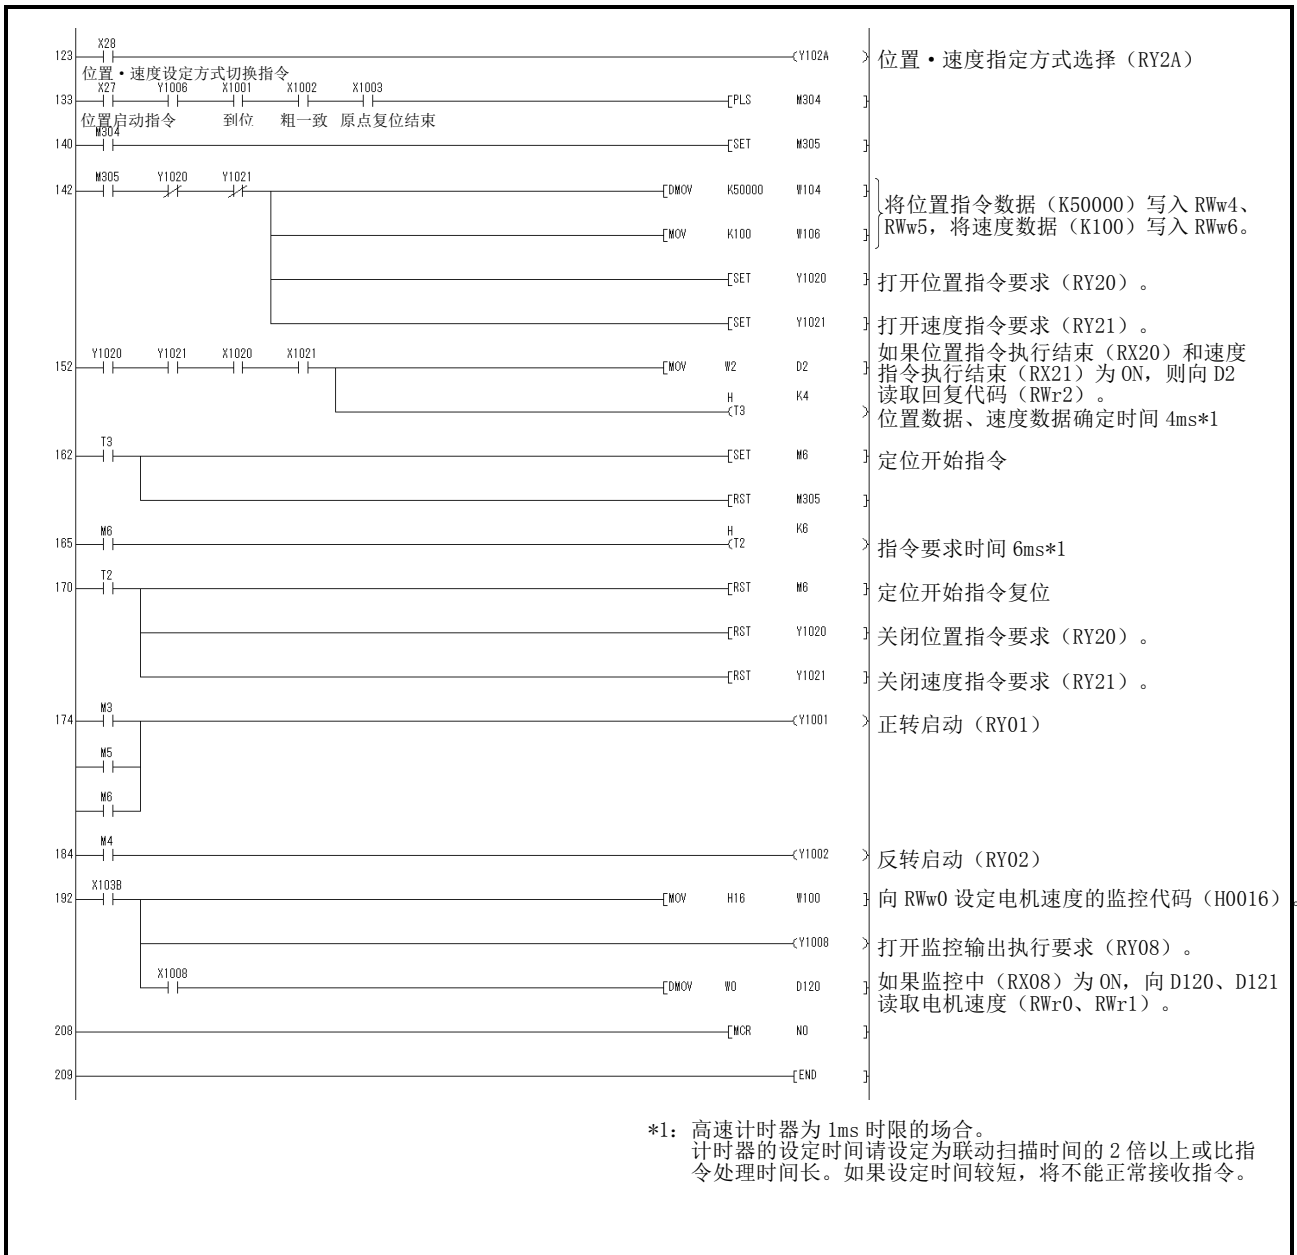 X28
123 (Y102A ) 位置・速度指定方式选择（RY2A）
位置・速度设定方式切换指令
X27 Y1006 X1001 X1002 X1003
133 [PLS M304 ]
位置启动指令 到位 粗一致 原点复位结束
M304
140 [SET M305 ]
M305 Y1020 Y1021
142 [DMOV K50000 W104 ]
将位置指令数据（K50000）写入 RWw4、
RWw5，将速度数据（K100）写入 RWw6。
[MOV K100 W106 ]
[SET Y1020 ] 打开位置指令要求（RY20）。
[SET Y1021 ] 打开速度指令要求（RY21）。
Y1020 Y1021 X1020 X1021
152 [MOV W2 D2 ]
如果位置指令执行结束（RX20）和速度
指令执行结束（RX21）为 ON，则向 D2
读取回复代码（RWr2）。
H K4
(T3 ) 位置数据、速度数据确定时间 4ms*1
T3
162 [SET M6 ] 定位开始指令
[RST M305 ]
M6 H K6
165 (T2 ) 指令要求时间 6ms*1
T2
170 [RST M6 ] 定位开始指令复位
[RST Y1020 ] 关闭位置指令要求（RY20）。
[RST Y1021 ] 关闭速度指令要求（RY21）。
M3
174 (Y1001 ) 正转启动（RY01）
M5
M6
M4
184 (Y1002 ) 反转启动（RY02）
X103B
192 [MOV H16 W100 ] 向 RWw0 设定电机速度的监控代码（H0016）。
(Y1008 ) 打开监控输出执行要求（RY08）。
X1008
[DMOV W0 D120 ] 如果监控中（RX08）为 ON，向 D120、D121
读取电机速度（RWr0、RWr1）。
208 [MCR N0 ]
209 [END ]
*1：高速计时器为 1ms 时限的场合。
计时器的设定时间请设定为联动扫描时间的 2 倍以上或比指
令处理时间长。如果设定时间较短，将不能正常接收指令。